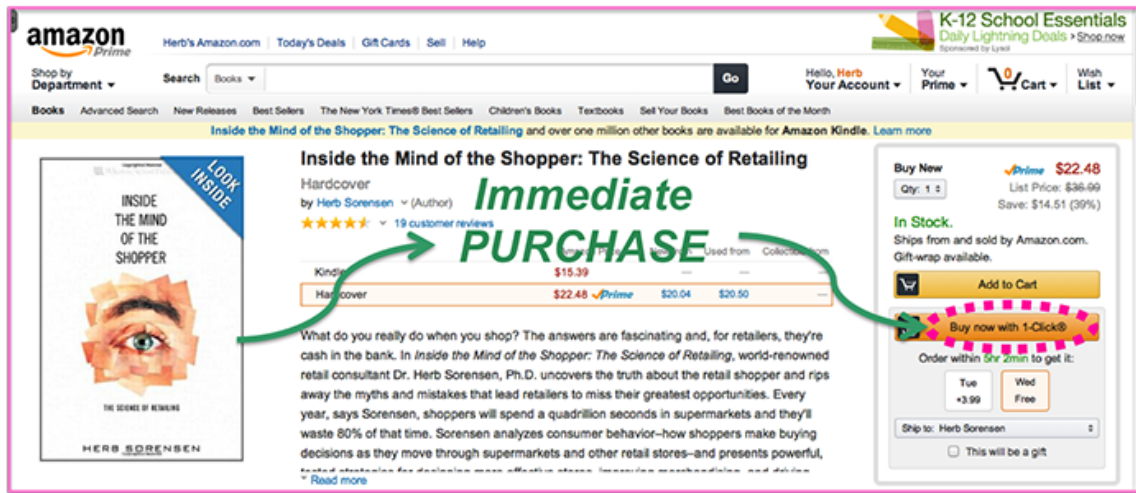 amazon
Prime
Herb's Amazon.com Today's Deals Gift Cards Sell Help
K-12 School Essentials
Daily Lightning Deals › Shop now
Sponsored by Lysol
Shop by
Department
Search Books Go
Hello, Herb
Your Account
Your
Prime
0
Cart
Wish
List
Books Advanced Search New Releases Best Sellers The New York Times® Best Sellers Children's Books Textbooks Sell Your Books Best Books of the Month
Inside the Mind of the Shopper: The Science of Retailing and over one million other books are available for Amazon Kindle. Learn more
LOOK
INSIDE
INSIDE
THE MIND
OF THE
SHOPPER
THE SCIENCE OF RETAILING
HERB SORENSEN
Inside the Mind of the Shopper: The Science of Retailing
Hardcover
by Herb Sorensen (Author)
19 customer reviews
Immediate
PURCHASE
Used from
Kindle $15.39 — — —
Hardcover $22.48 Prime $20.04 $20.50 —
What do you really do when you shop? The answers are fascinating and, for retailers, they're
cash in the bank. In Inside the Mind of the Shopper: The Science of Retailing, world-renowned
retail consultant Dr. Herb Sorensen, Ph.D. uncovers the truth about the retail shopper and rips
away the myths and mistakes that lead retailers to miss their greatest opportunities. Every
year, says Sorensen, shoppers will spend a quadrillion seconds in supermarkets and they'll
waste 80% of that time. Sorensen analyzes consumer behavior–how shoppers make buying
decisions as they move through supermarkets and other retail stores–and presents powerful,
Read more
Buy New Prime $22.48
Qty: 1 List Price: $36.99
Save: $14.51 (39%)
In Stock.
Ships from and sold by Amazon.com.
Gift-wrap available.
Add to Cart
Buy now with 1-Click®
Order within 5hr 2min to get it:
Tue
+3.99
Wed
Free
Ship to: Herb Sorensen
This will be a gift